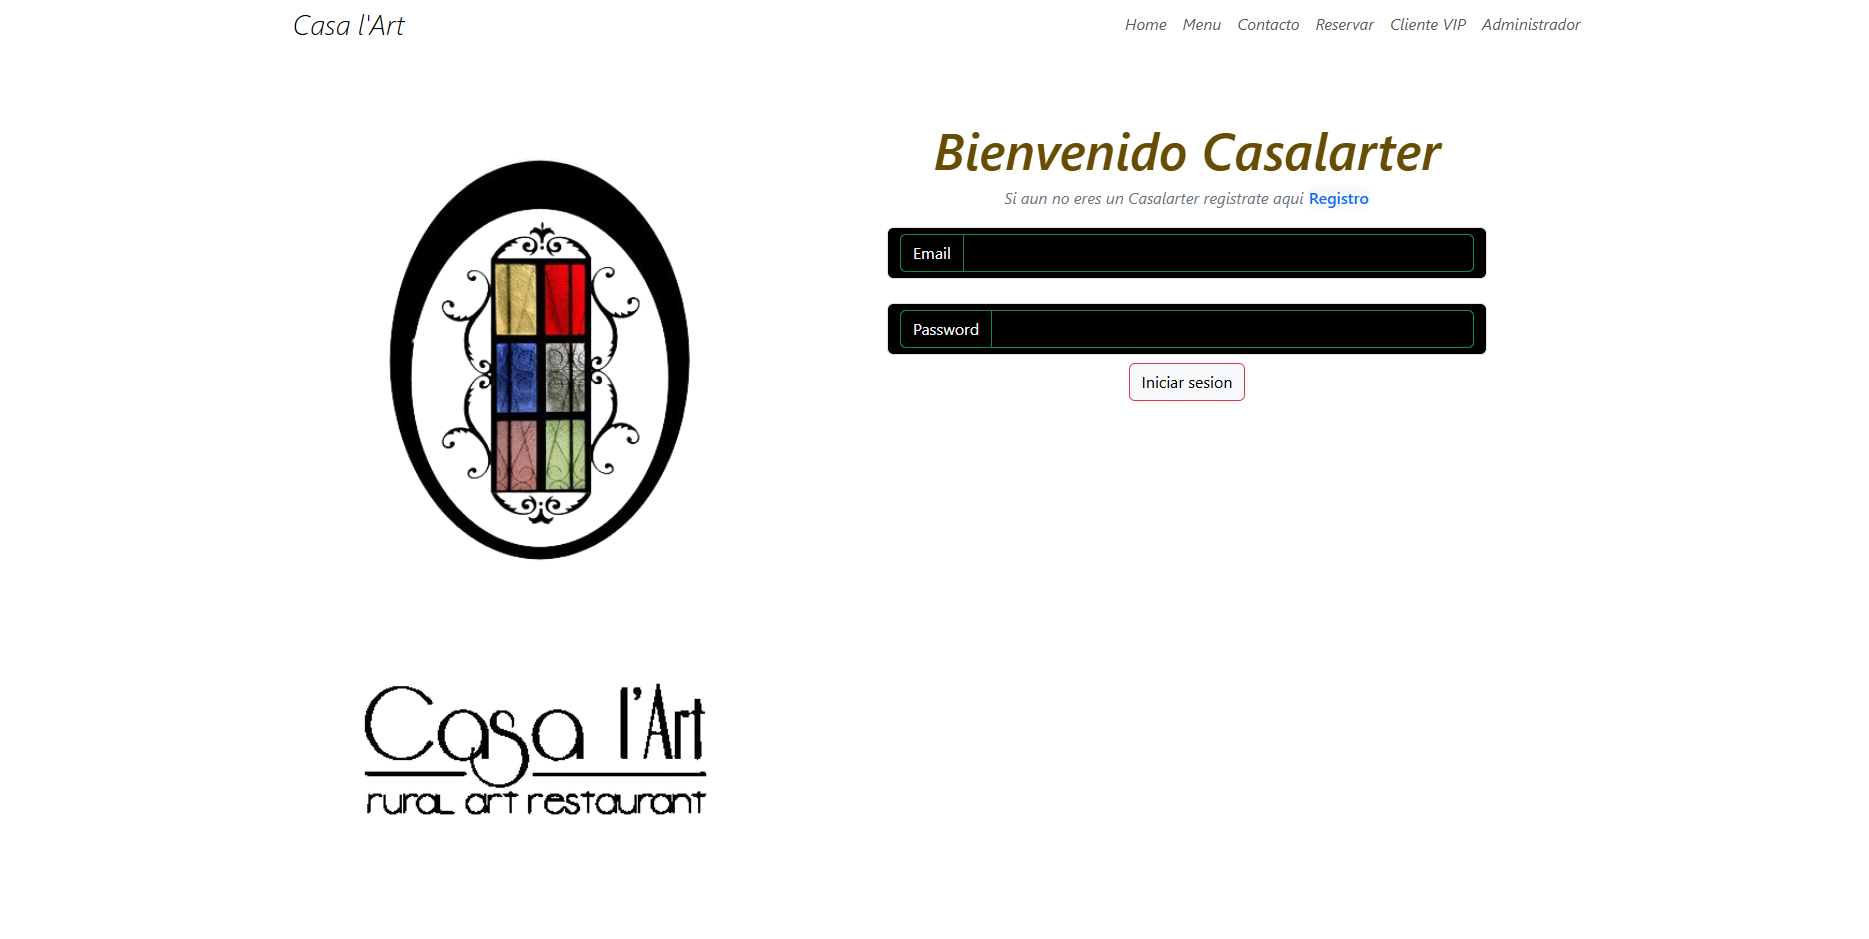 Casa l'Art
Home Menu Contacto Reservar Cliente VIP Administrador
Bienvenido Casalarter
Si aun no eres un Casalarter registrate aqui Registro
Email
Password
Iniciar sesion
Casa l'Art
rural art restaurant